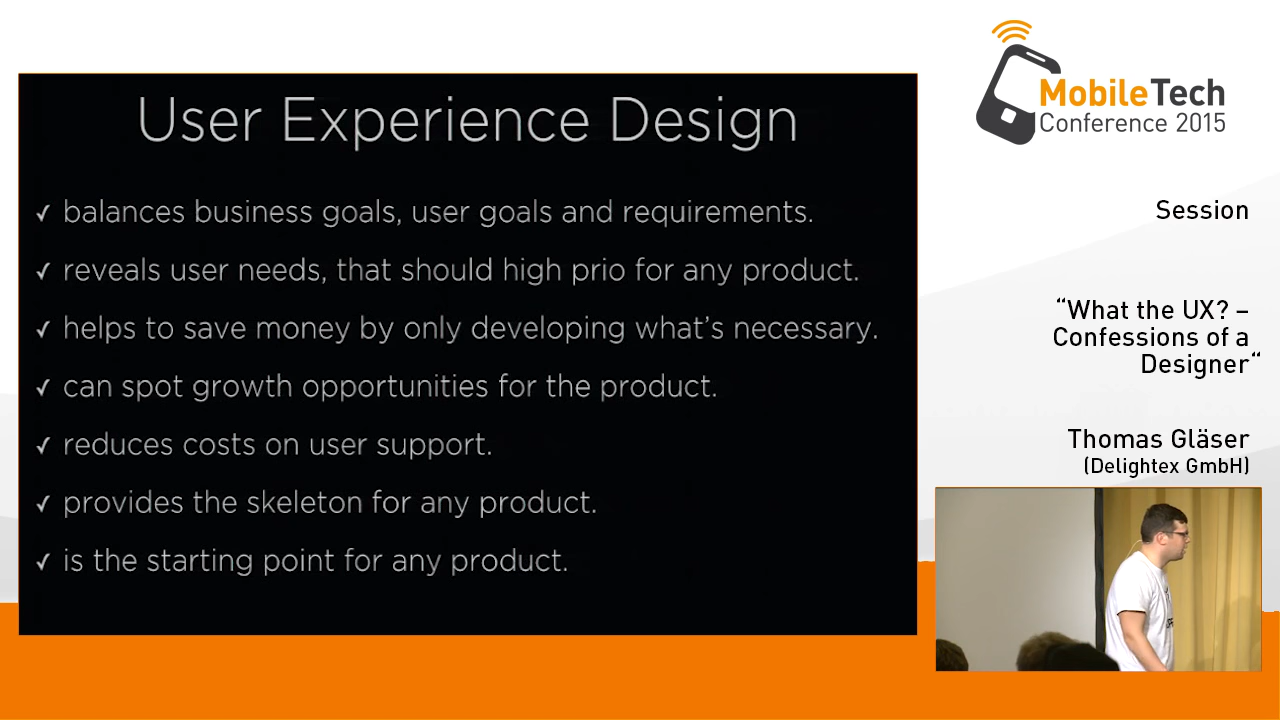 User Experience Design
✓ balances business goals, user goals and requirements.
✓ reveals user needs, that should high prio for any product.
✓ helps to save money by only developing what's necessary.
✓ can spot growth opportunities for the product.
✓ reduces costs on user support.
✓ provides the skeleton for any product.
✓ is the starting point for any product.
MobileTech
Conference 2015
Session
“What the UX? –
Confessions of a
Designer“
Thomas Gläser
(Delightex GmbH)